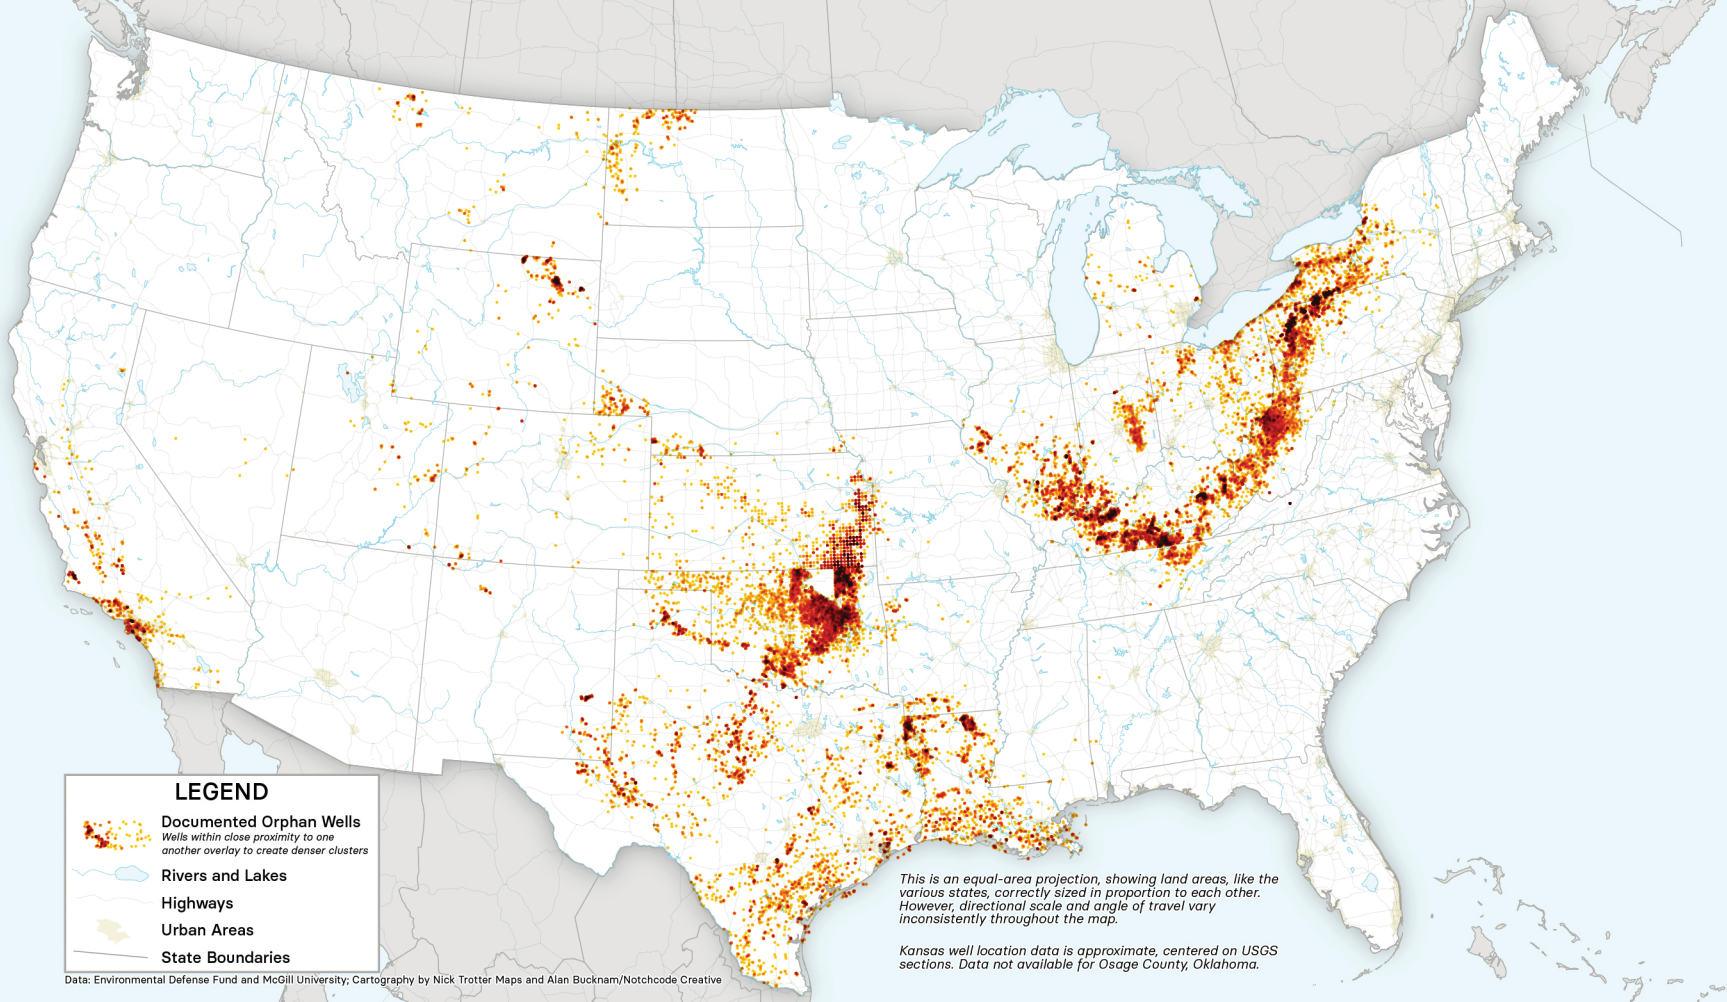 This is an equal-area projection, showing land areas, like the
various states, correctly sized in proportion to each other.
However, directional scale and angle of travel vary
inconsistently throughout the map.
Kansas well location data is approximate, centered on USGS
sections. Data not available for Osage County, Oklahoma.
LEGEND
Documented Orphan Wells
Wells within close proximity to one
another overlay to create denser clusters
Rivers and Lakes
Highways
Urban Areas
State Boundaries
Data: Environmental Defense Fund and McGill University; Cartography by Nick Trotter Maps and Alan Bucknam/Notchcode Creative